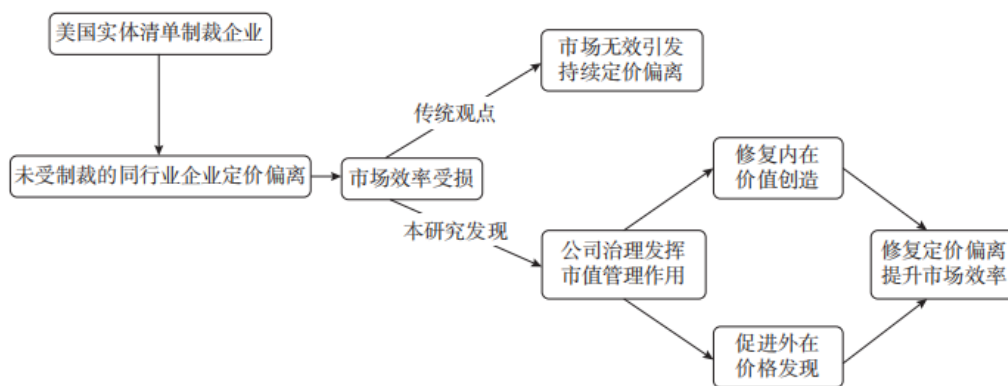 美国实体清单制裁企业
市场无效引发
持续定价偏离
传统观点
未受制裁的同行业企业定价偏离
市场效率受损
本研究发现
修复内在
价值创造
公司治理发挥
市值管理作用
修复定价偏离
提升市场效率
促进外在
价格发现